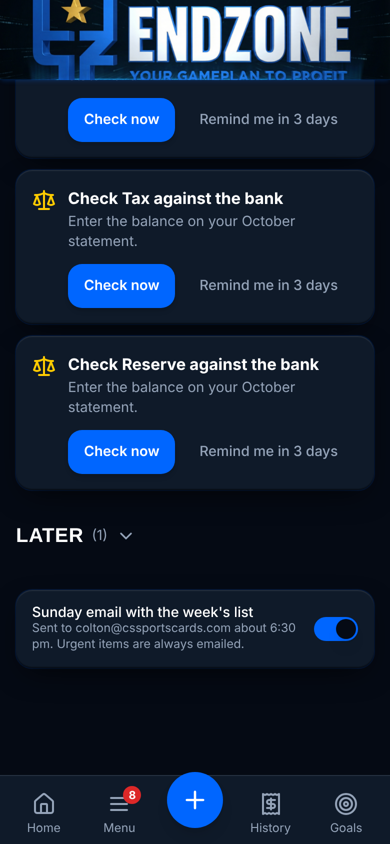 ENDZONE
YOUR GAMEPLAN TO PROFIT
Check now
Remind me in 3 days
Check Tax against the bank
Enter the balance on your October
statement.
Check now
Remind me in 3 days
Check Reserve against the bank
Enter the balance on your October
statement.
Check now
Remind me in 3 days
LATER (1)
Sunday email with the week's list
Sent to colton@cssportscards.com about 6:30
pm. Urgent items are always emailed.
8
Home
Menu
History
Goals